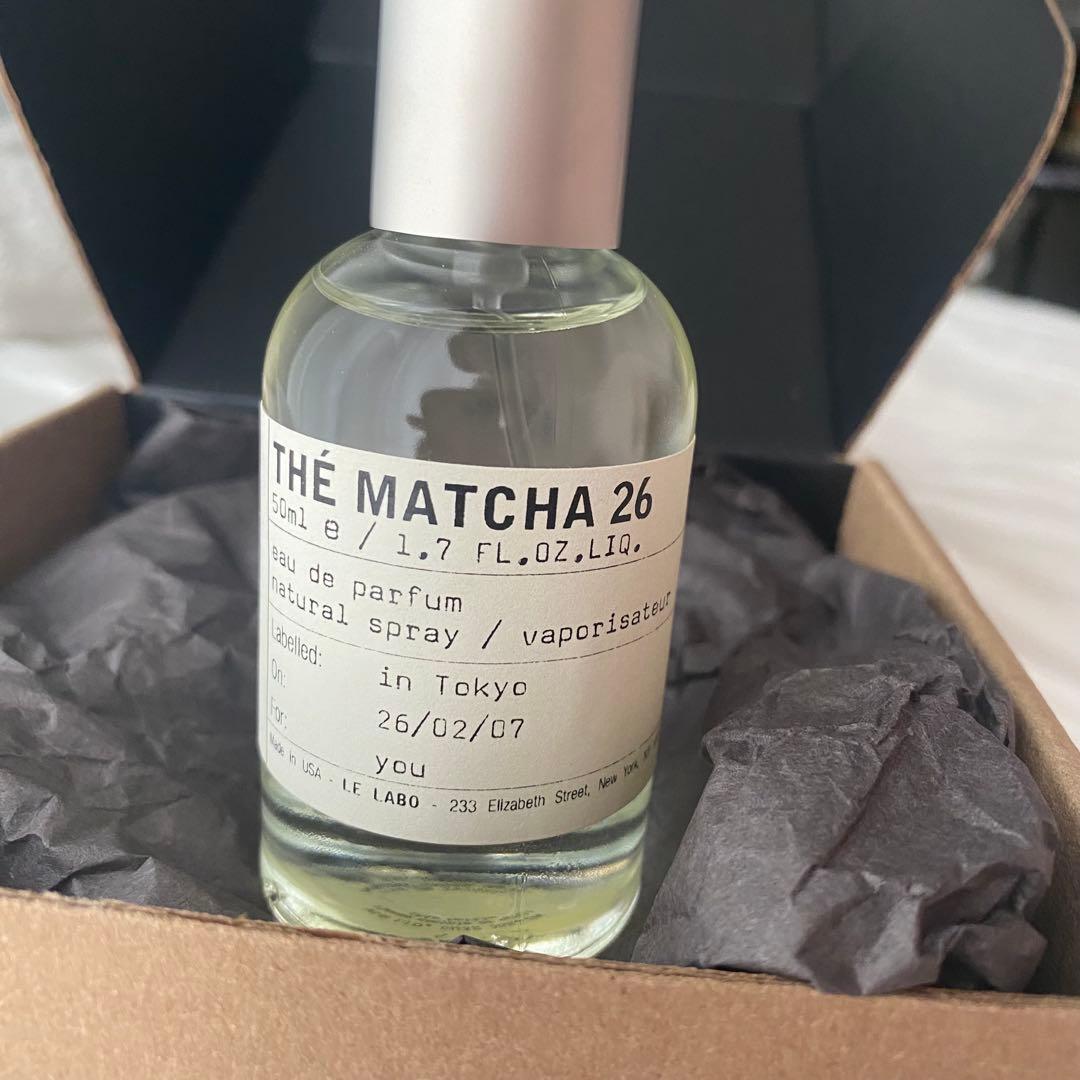 THÉ MATCHA 26
50ml e / 1.7 FL.OZ.LIQ.
eau de parfum
natural spray / vaporisateur
Labelled: in Tokyo
On: 26/02/07
For: you
Made in USA - LE LABO - 233 Elizabeth Street, New York,